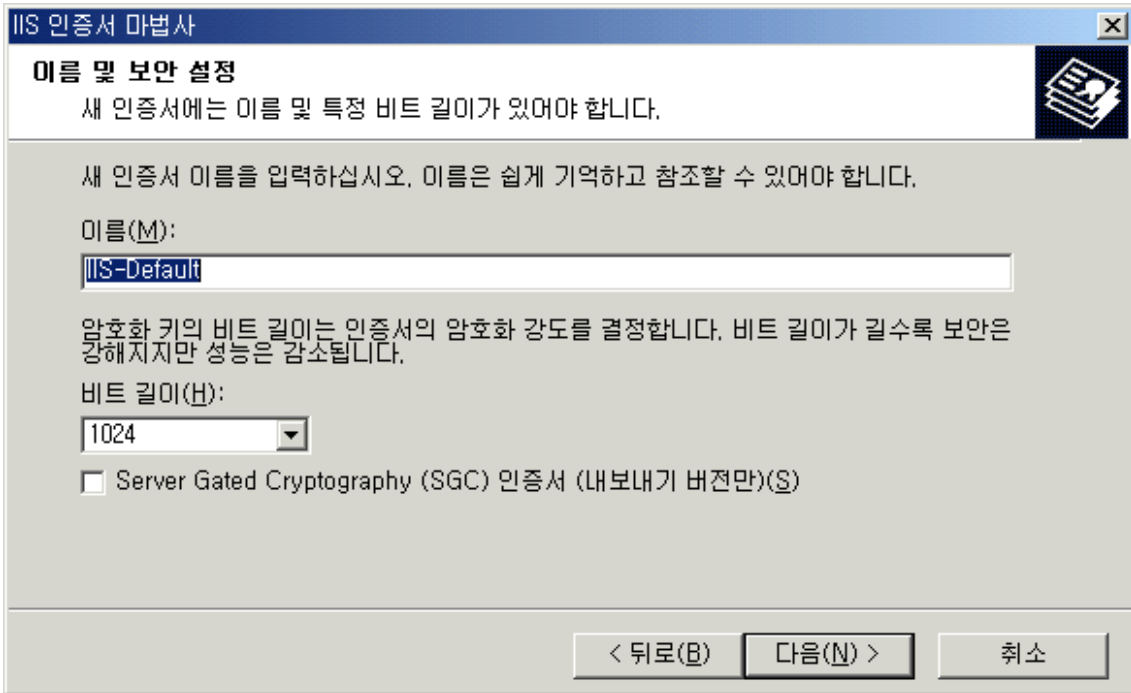 IIS 인증서 마법사
이름 및 보안 설정
새 인증서에는 이름 및 특정 비트 길이가 있어야 합니다.
새 인증서 이름을 입력하십시오. 이름은 쉽게 기억하고 참조할 수 있어야 합니다.
이름(M):
IIS-Default
암호화 키의 비트 길이는 인증서의 암호화 강도를 결정합니다. 비트 길이가 길수록 보안은
강해지지만 성능은 감소됩니다.
비트 길이(H):
1024
Server Gated Cryptography (SGC) 인증서 (내보내기 버전만)(S)
< 뒤로(B) 다음(N) > 취소